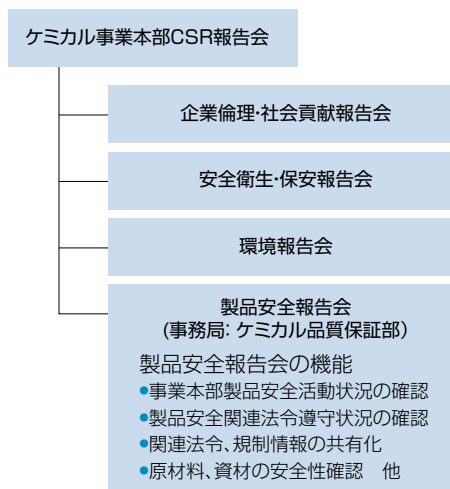 ケミカル事業本部CSR報告会
企業倫理・社会貢献報告会
安全衛生・保安報告会
環境報告会
製品安全報告会
(事務局: ケミカル品質保証部)
製品安全報告会の機能
●事業本部製品安全活動状況の確認
●製品安全関連法令遵守状況の確認
●関連法令、規制情報の共有化
●原材料、資材の安全性確認　他